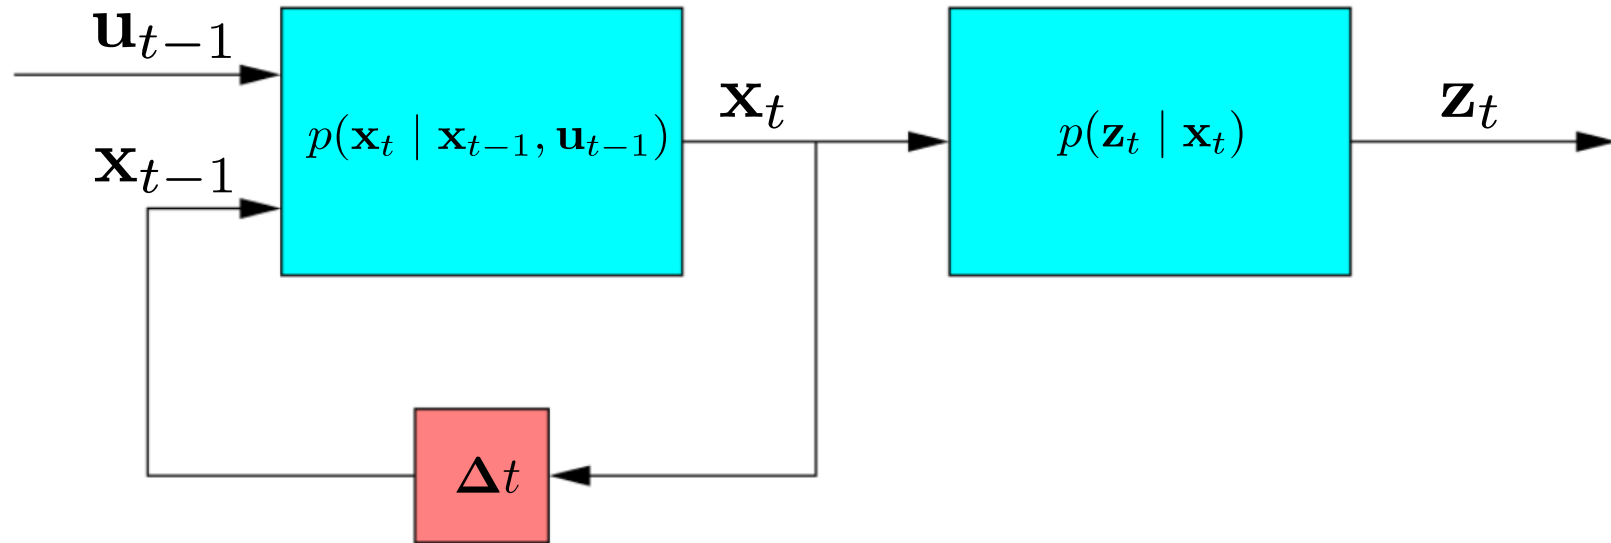 u_{t−1}
x_{t−1}
p(x_t | x_{t−1}, u_{t−1})
x_t
p(z_t | x_t)
z_t
Δt